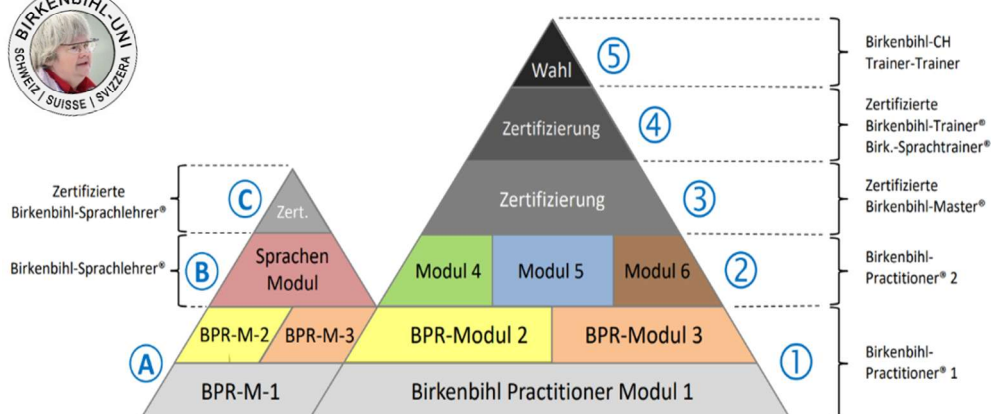 BIRKENBIHL-UNI
SCHWEIZ | SUISSE | SVIZZERA
Wahl
5
Birkenbihl-CH
Trainer-Trainer
Zertifizierung
4
Zertifizierte
Birkenbihl-Trainer®
Birk.-Sprachtrainer®
Zertifizierte
Birkenbihl-Sprachlehrer®
C
Zert.
Zertifizierung
3
Zertifizierte
Birkenbihl-Master®
Birkenbihl-Sprachlehrer®
B
Sprachen
Modul
Modul 4
Modul 5
Modul 6
2
Birkenbihl-
Practitioner® 2
A
BPR-M-2
BPR-M-3
BPR-Modul 2
BPR-Modul 3
1
Birkenbihl-
Practitioner® 1
BPR-M-1
Birkenbihl Practitioner Modul 1